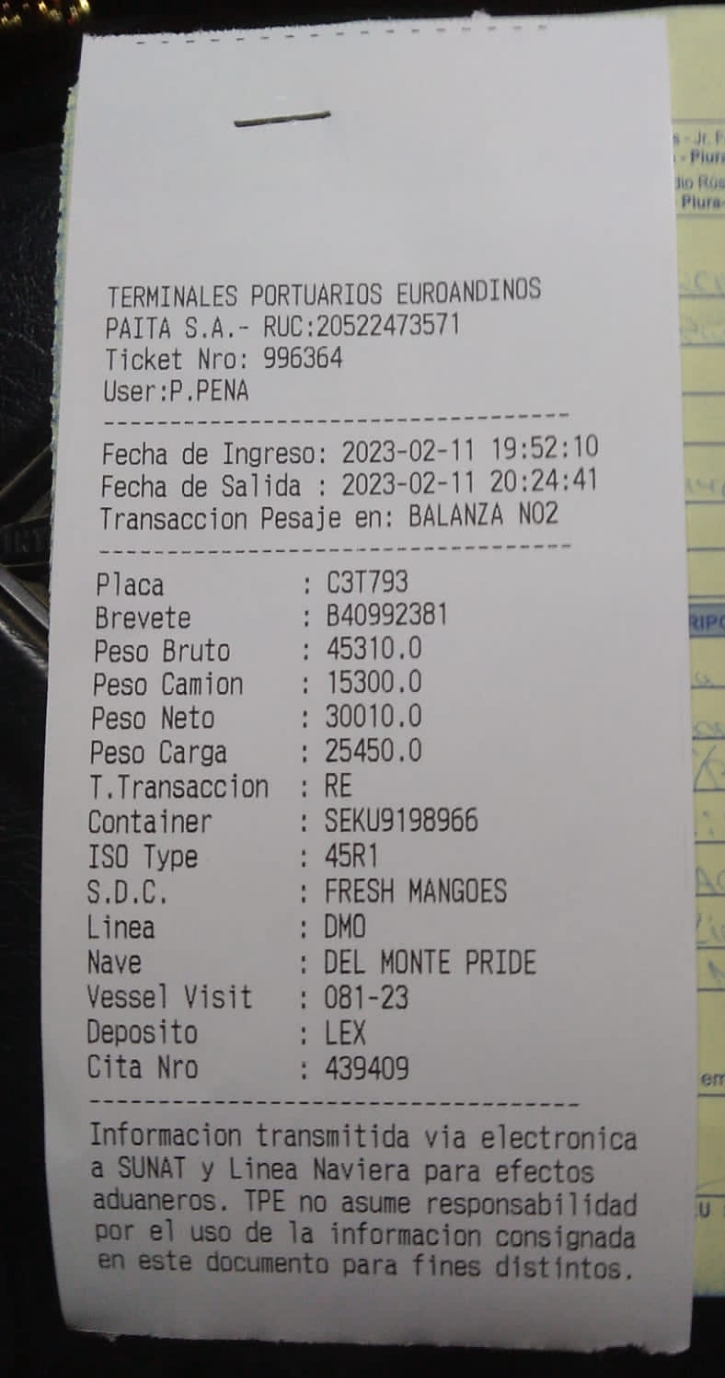 TERMINALES PORTUARIOS EUROANDINOS
PAITA S.A.- RUC:20522473571
Ticket Nro: 996364
User:P.PENA
----------------------------------
Fecha de Ingreso: 2023-02-11 19:52:10
Fecha de Salida : 2023-02-11 20:24:41
Transaccion Pesaje en: BALANZA NO2
----------------------------------
Placa : C3T793
Brevete : B40992381
Peso Bruto : 45310.0
Peso Camion : 15300.0
Peso Neto : 30010.0
Peso Carga : 25450.0
T.Transaccion : RE
Container : SEKU9198966
ISO Type : 45R1
S.D.C. : FRESH MANGOES
Linea : DMO
Nave : DEL MONTE PRIDE
Vessel Visit : 081-23
Deposito : LEX
Cita Nro : 439409
----------------------------------
Informacion transmitida via electronica
a SUNAT y Linea Naviera para efectos
aduaneros. TPE no asume responsabilidad
por el uso de la informacion consignada
en este documento para fines distintos.
- Jr.
- Piura
Piura-